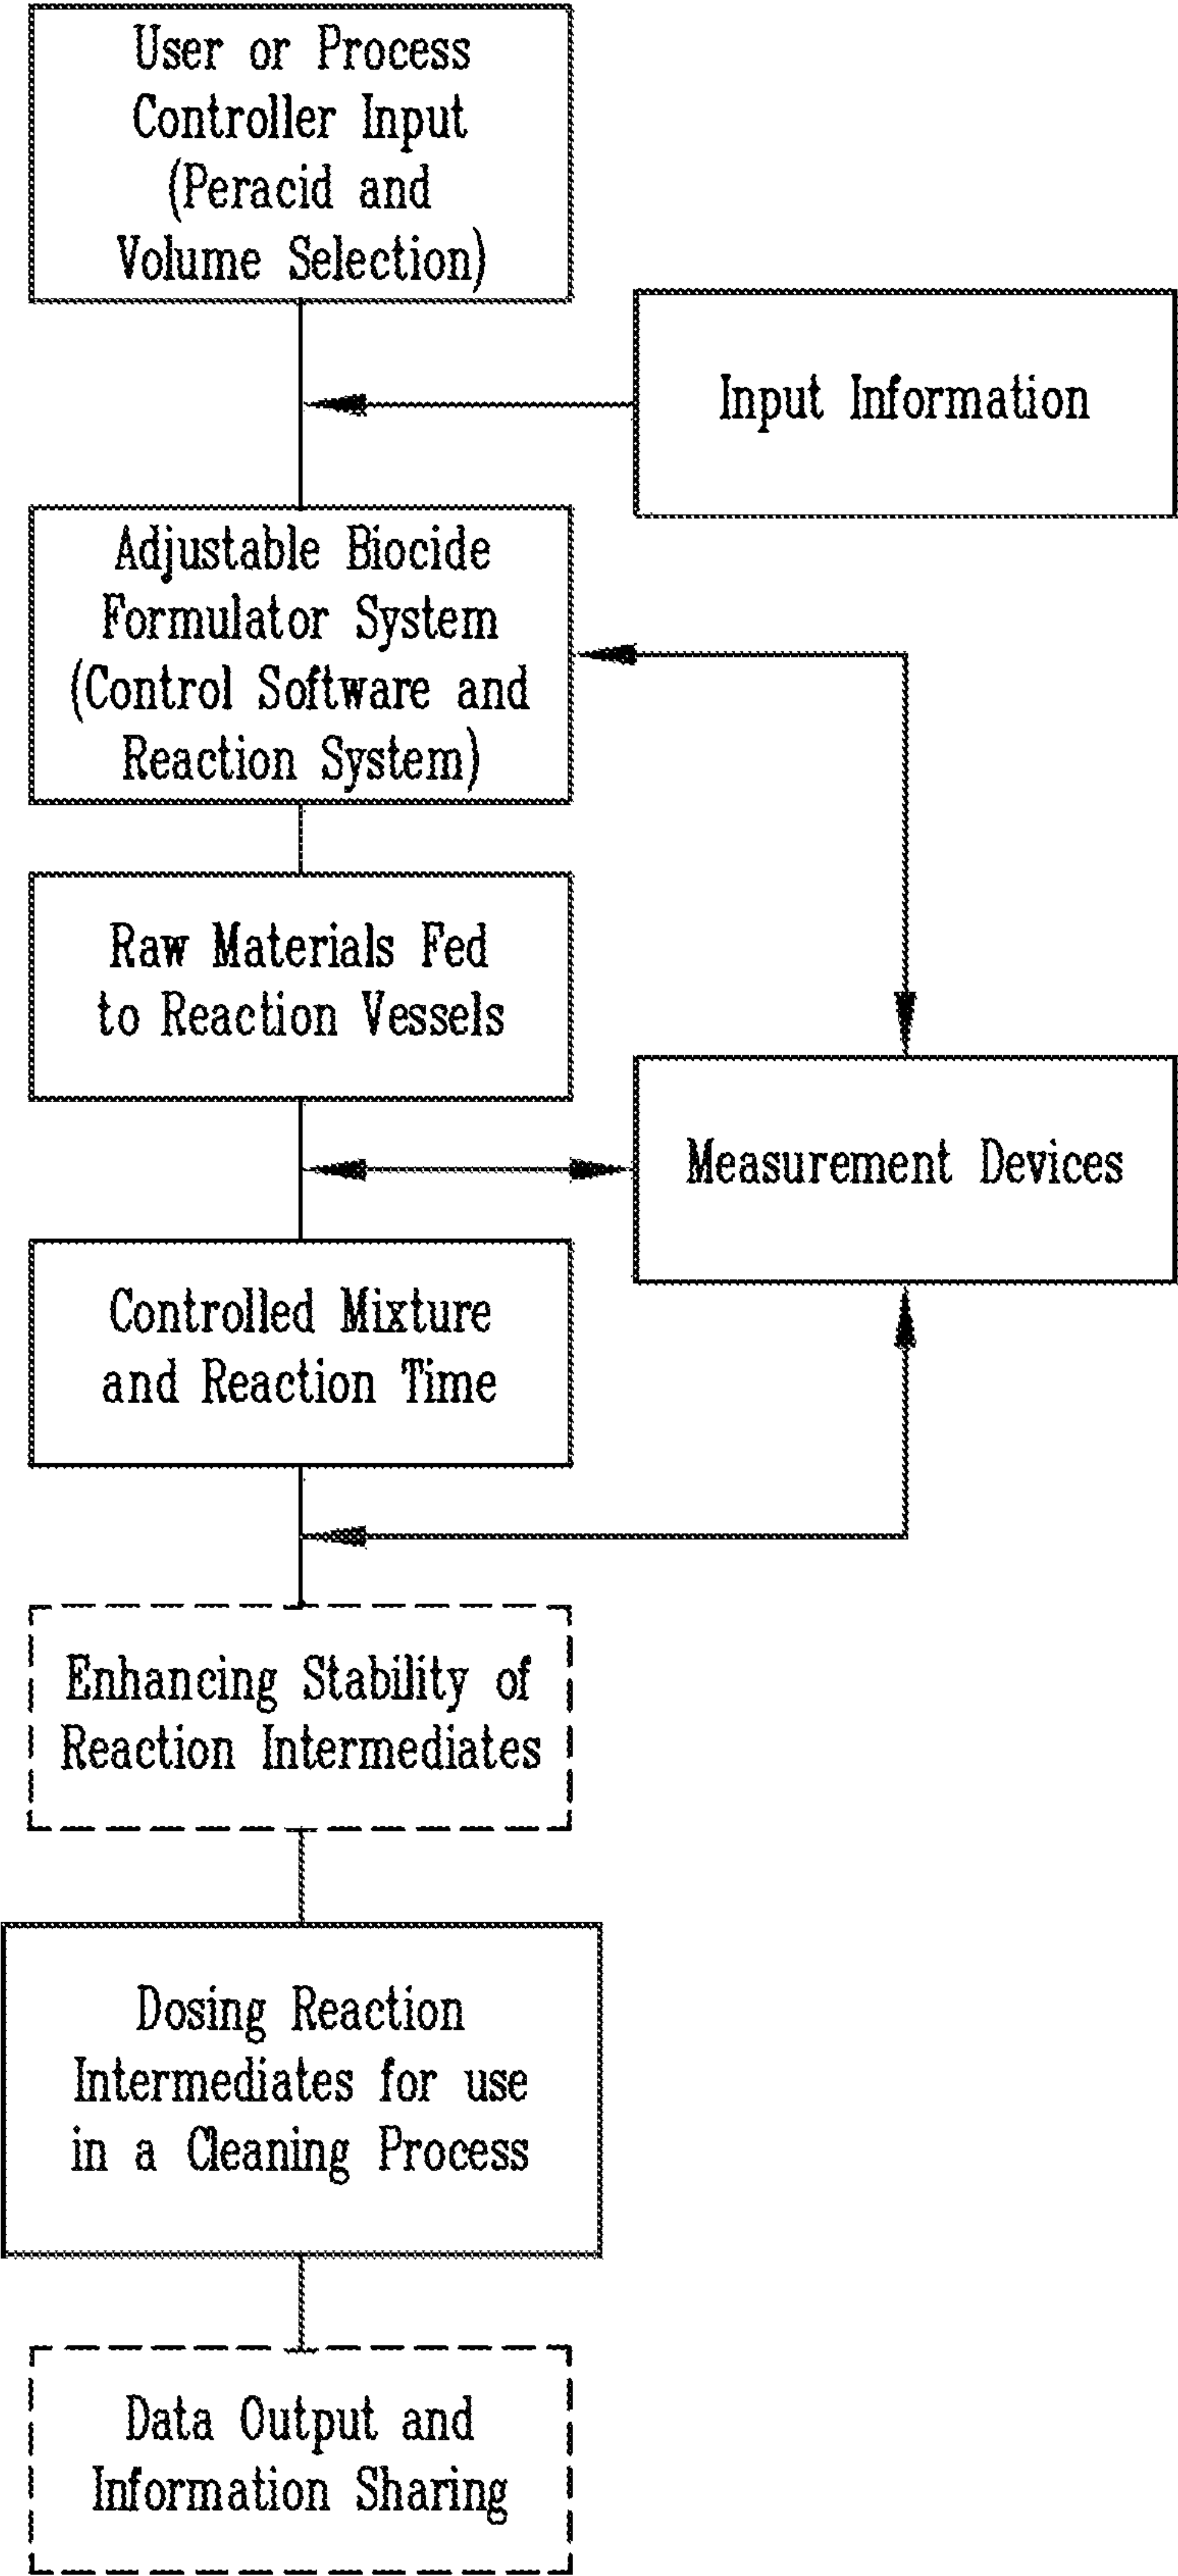 User or Process
Controller Input
(Peracid and
Volume Selection)
Input Information
Adjustable Biocide
Formulator System
(Control Software and
Reaction System)
Raw Materials Fed
to Reaction Vessels
Measurement Devices
Controlled Mixture
and Reaction Time
Enhancing Stability of
Reaction Intermediates
Dosing Reaction
Intermediates for use
in a Cleaning Process
Data Output and
Information Sharing